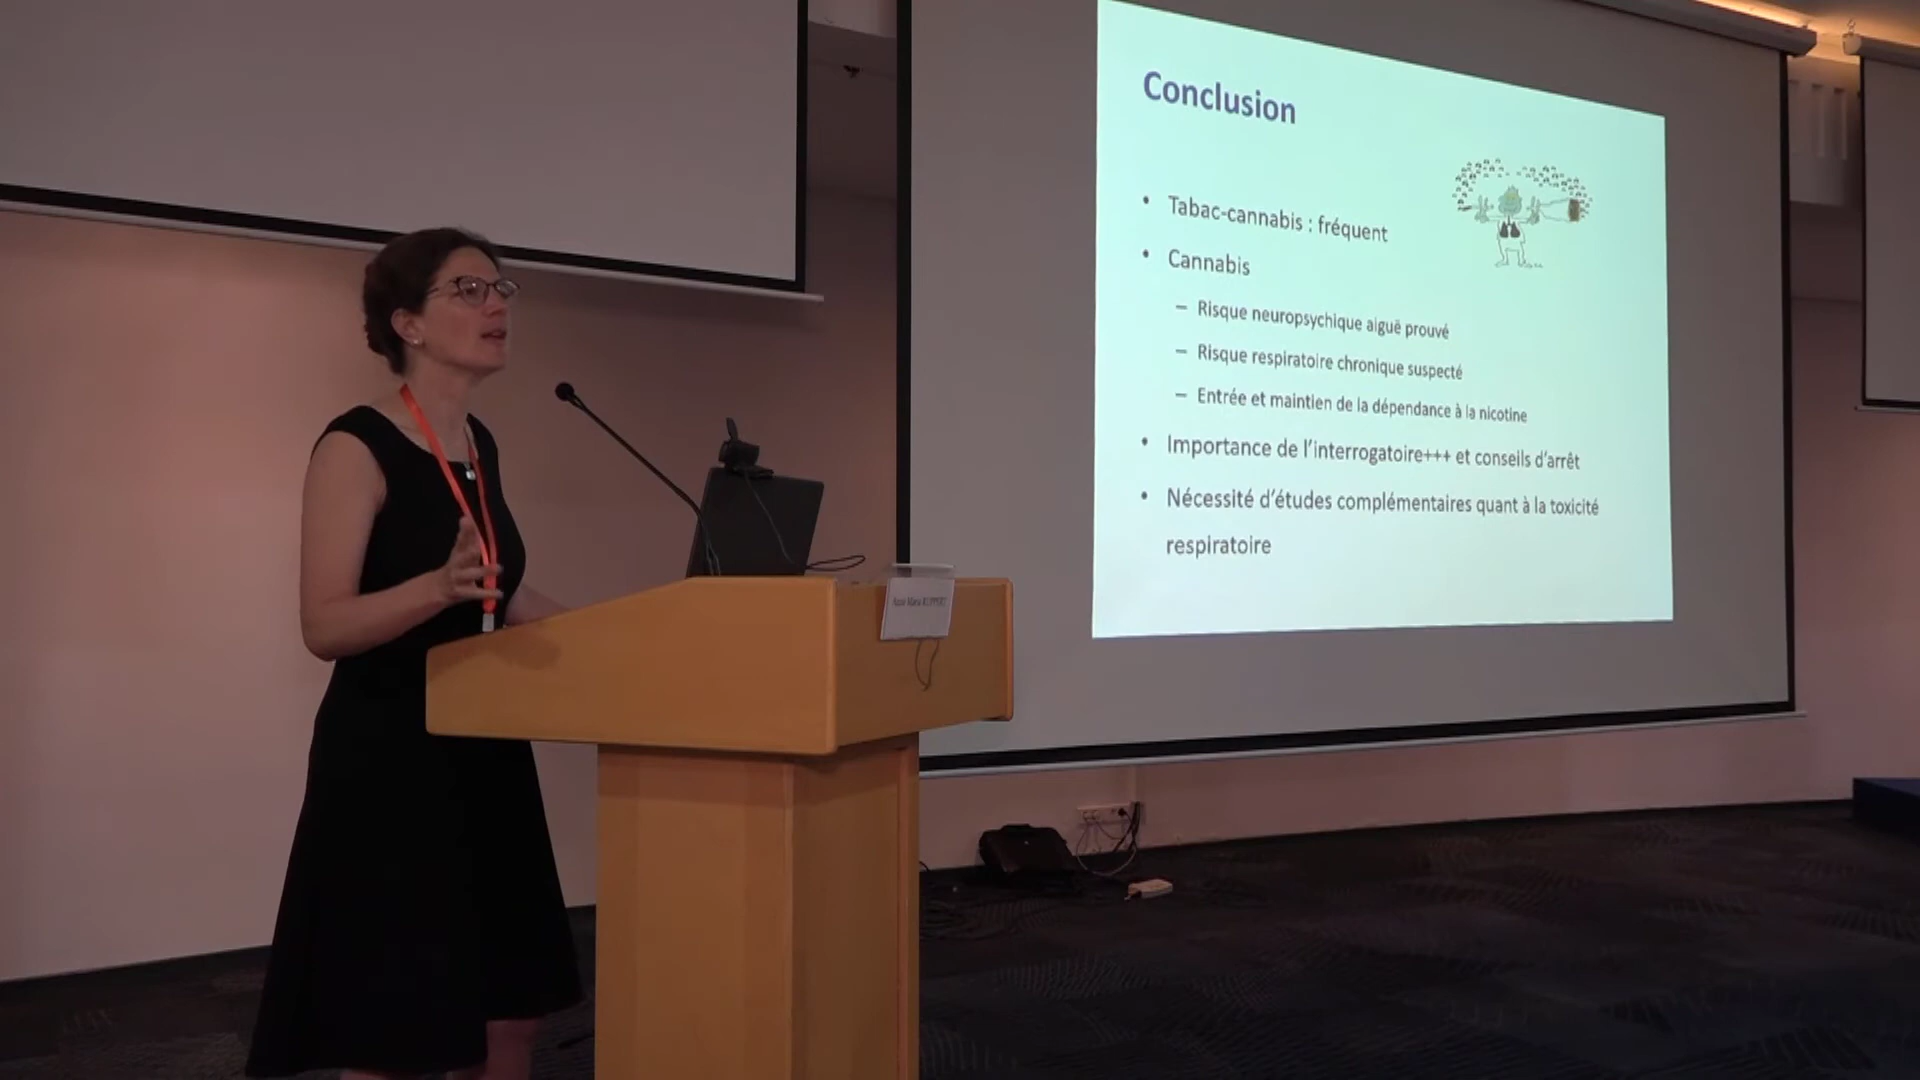 Conclusion
• Tabac-cannabis : fréquent
• Cannabis
– Risque neuropsychique aiguë prouvé
– Risque respiratoire chronique suspecté
– Entrée et maintien de la dépendance à la nicotine
• Importance de l'interrogatoire+++ et conseils d'arrêt
• Nécessité d'études complémentaires quant à la toxicité
respiratoire